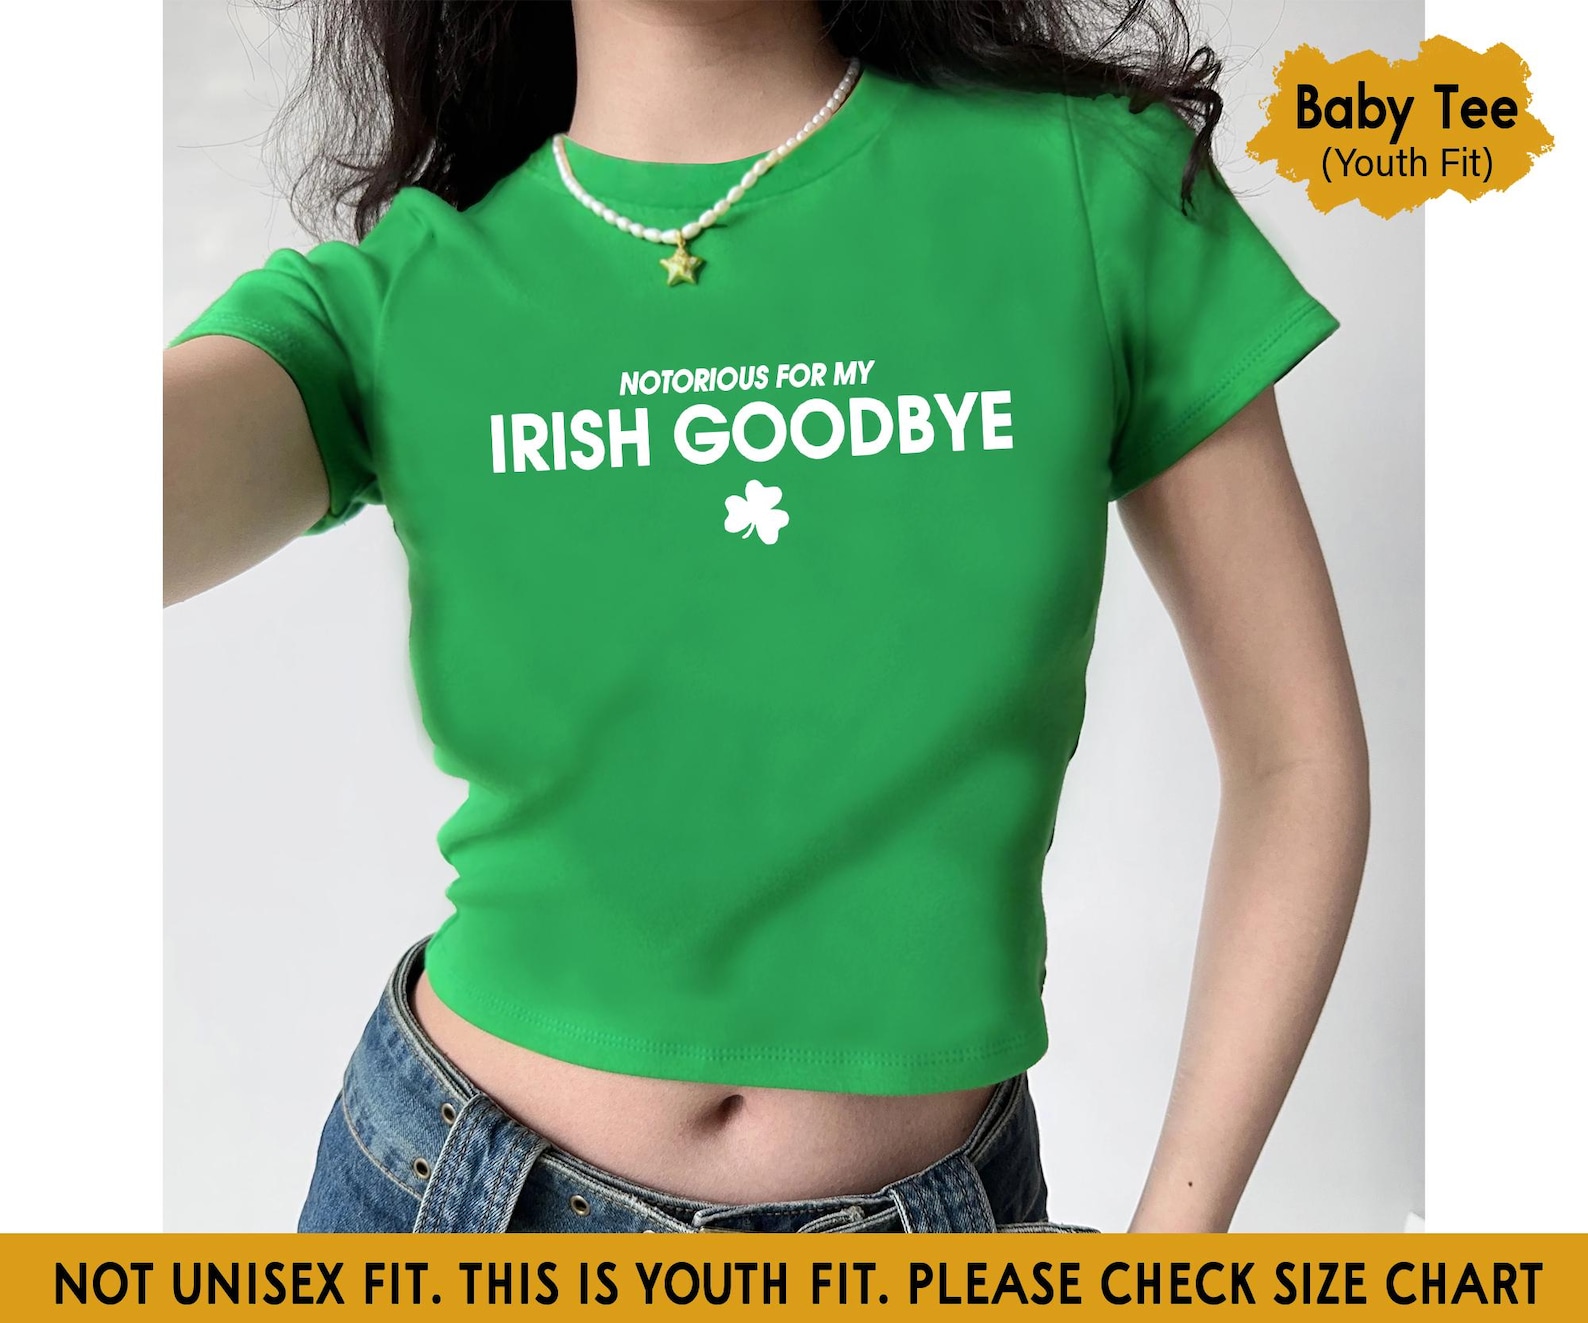 Baby Tee
(Youth Fit)
NOTORIOUS FOR MY
IRISH GOODBYE
NOT UNISEX FIT. THIS IS YOUTH FIT. PLEASE CHECK SIZE CHART